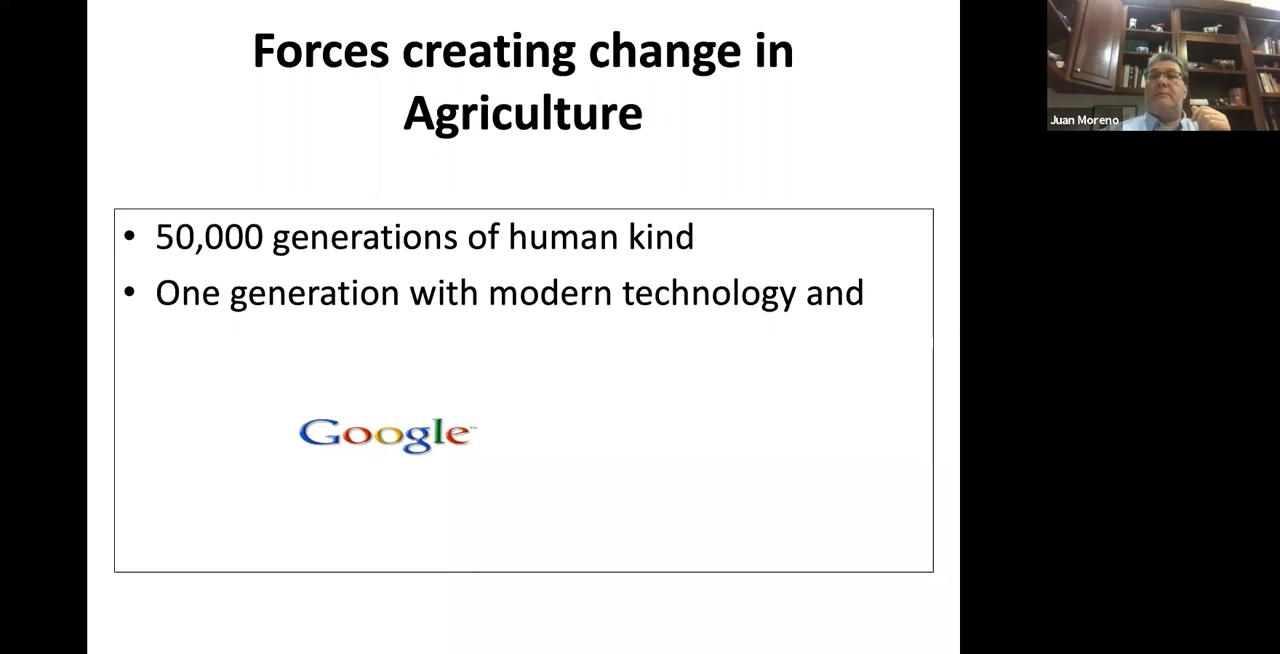 Forces creating change in
Agriculture
• 50,000 generations of human kind
• One generation with modern technology and
Google™
Juan Moreno